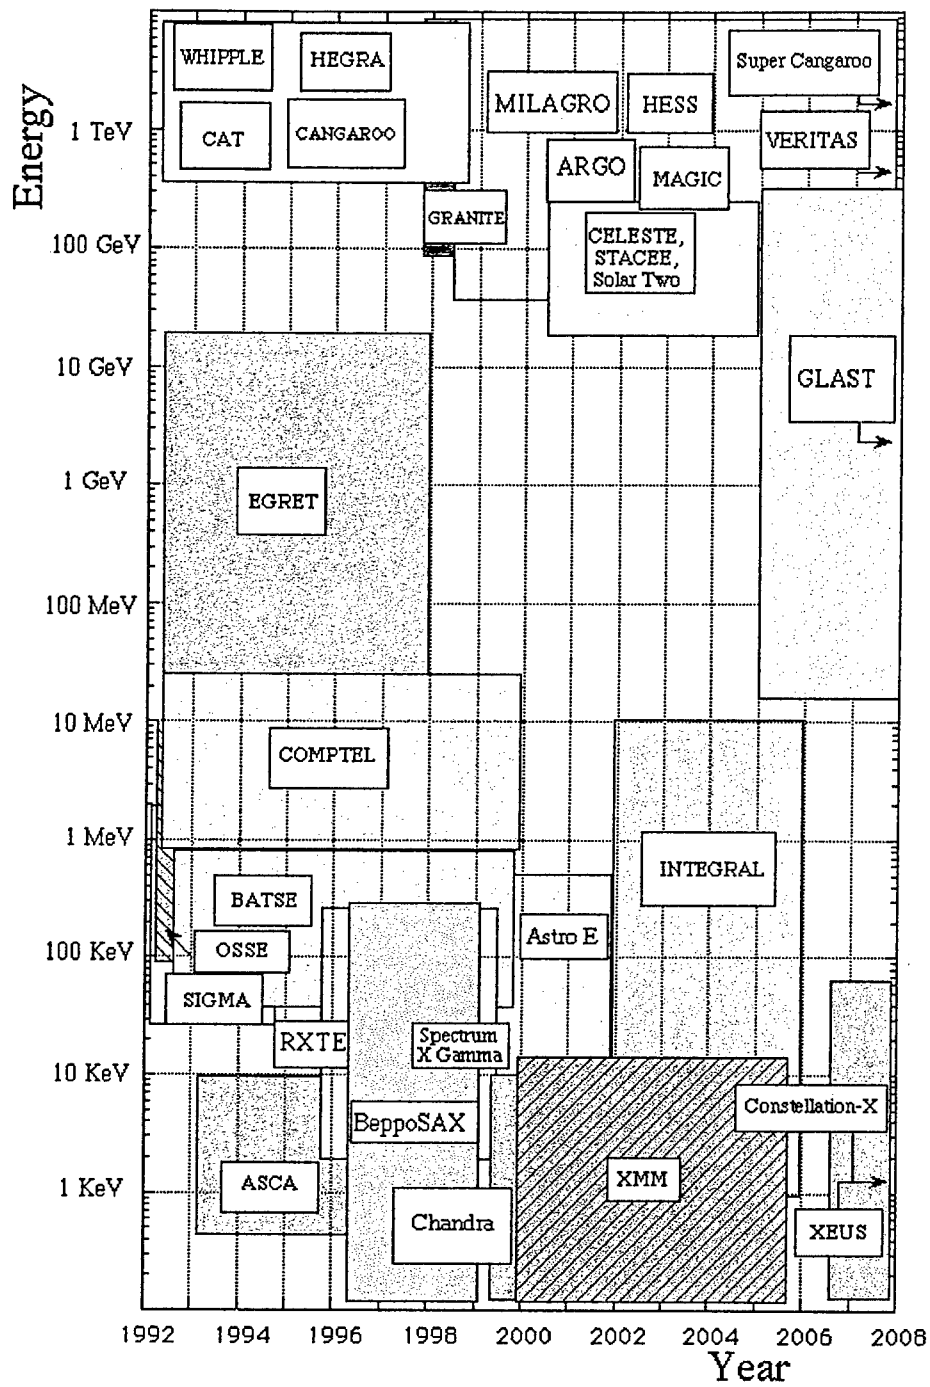 WHIPPLE
HEGRA
Super Cangaroo
MILAGRO
HESS
Energy
1 TeV
CAT
CANGAROO
VERITAS
ARGO
MAGIC
GRANITE
100 GeV
CELESTE,
STACEE,
Solar Two
10 GeV
GLAST
1 GeV
EGRET
100 MeV
10 MeV
COMPTEL
1 MeV
INTEGRAL
BATSE
Astro E
OSSE
100 KeV
SIGMA
RXTE
Spectrum
X Gamma
10 KeV
Constellation-X
BeppoSAX
XMM
1 KeV
ASCA
Chandra
XEUS
1992 1994 1996 1998 2000 2002 2004 2006 2008
Year